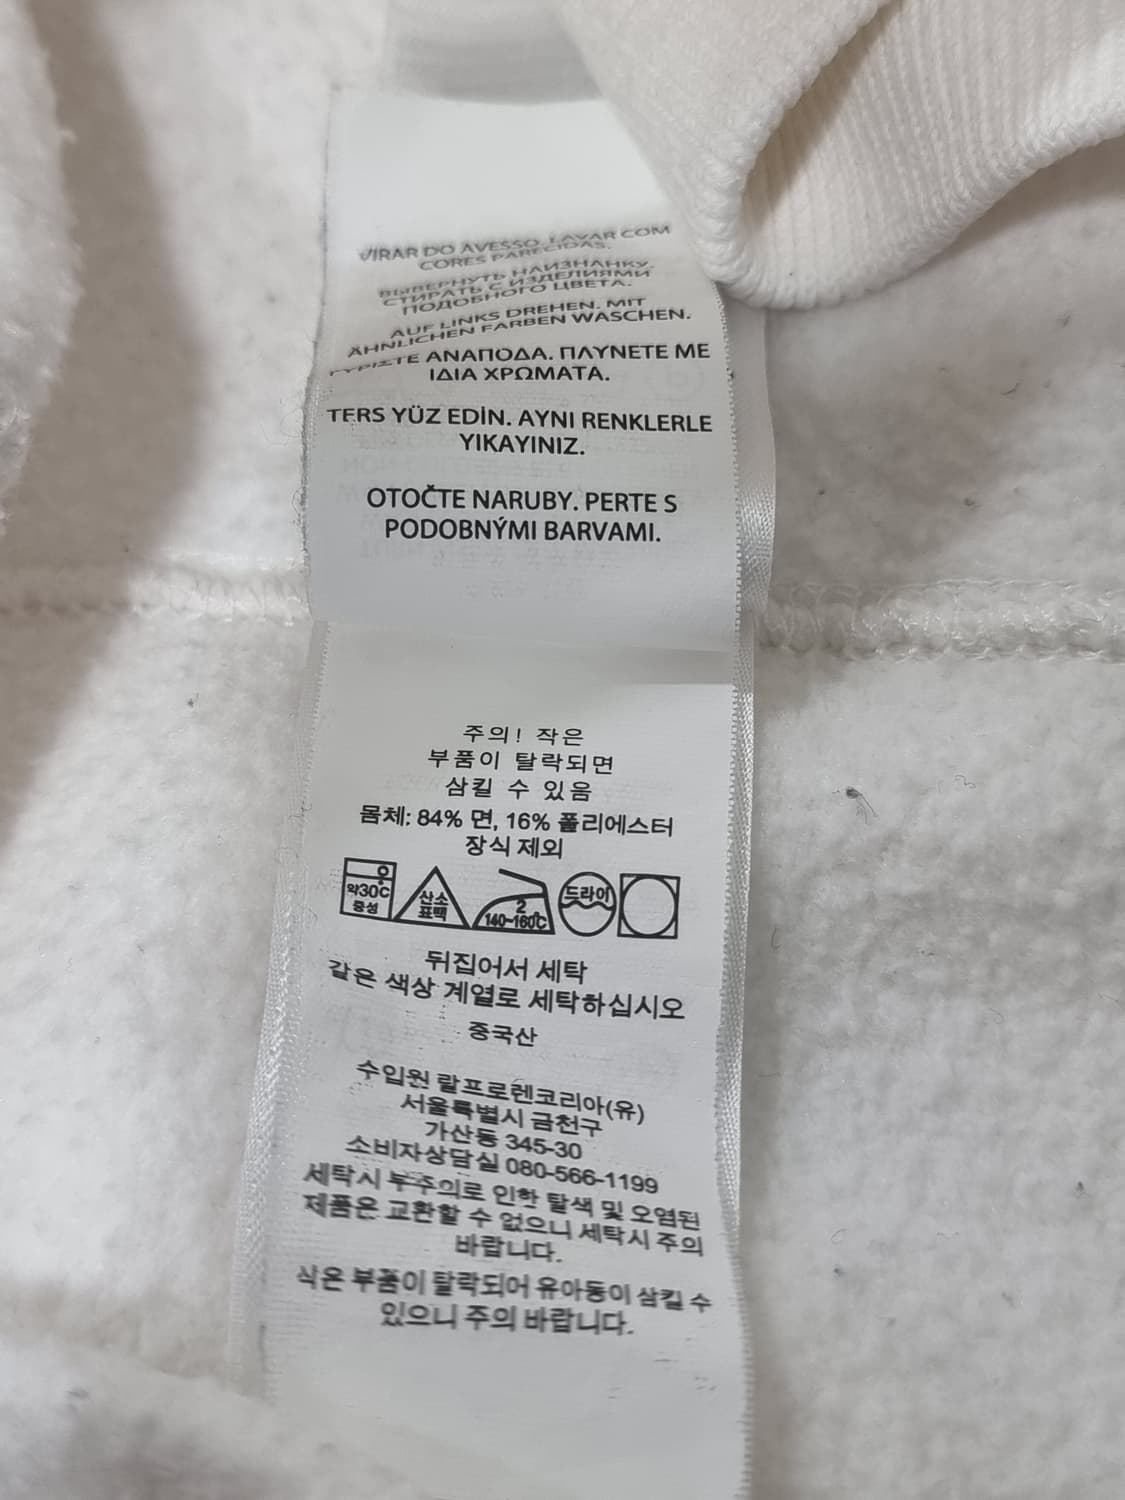 VIRAR DO AVESSO. LAVAR COM
CORES PARECIDAS.
ВЫВЕРНУТЬ НАИЗНАНКУ.
СТИРАТЬ С ИЗДЕЛИЯМИ
ПОДОБНОГО ЦВЕТА.
AUF LINKS DREHEN. MIT
ÄHNLICHEN FARBEN WASCHEN.
ΓΥΡΙΣΤΕ ΑΝΑΠΟΔΑ. ΠΛΥΝΕΤΕ ΜΕ
ΙΔΙΑ ΧΡΩΜΑΤΑ.
TERS YÜZ EDİN. AYNI RENKLERLE
YIKAYINIZ.
OTOČTE NARUBY. PERTE S
PODOBNÝMI BARVAMI.
주의! 작은
부품이 탈락되면
삼킬 수 있음
몸체: 84% 면, 16% 폴리에스터
장식 제외
약30℃
중성
산소
표백
2
140~160℃
드라이
뒤집어서 세탁
같은 색상 계열로 세탁하십시오
중국산
수입원 랄프로렌코리아(유)
서울특별시 금천구
가산동 345-30
소비자상담실 080-566-1199
세탁시 부주의로 인한 탈색 및 오염된
제품은 교환할 수 없으니 세탁시 주의
바랍니다.
작은 부품이 탈락되어 유아동이 삼킬 수
있으니 주의 바랍니다.